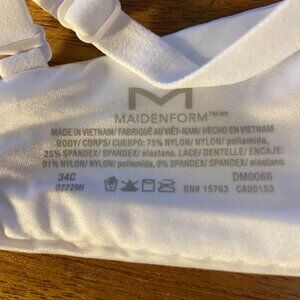 M
MAIDENFORM™/MC
MADE IN VIETNAM/ FABRIQUÉ AU VIÊT-NAM/ HECHO EN VIETNAM
BODY/ CORPS/ CUERPO: 75% NYLON/ NYLON/ poliamida,
25% SPANDEX/ SPANDEX/ elastano. LACE/ DENTELLE/ ENCAJE:
91% NYLON/ NYLON/ poliamida, 9% SPANDEX/ SPANDEX/ elastano.
34C DM0066
0222MI RN# 15763 CA00153